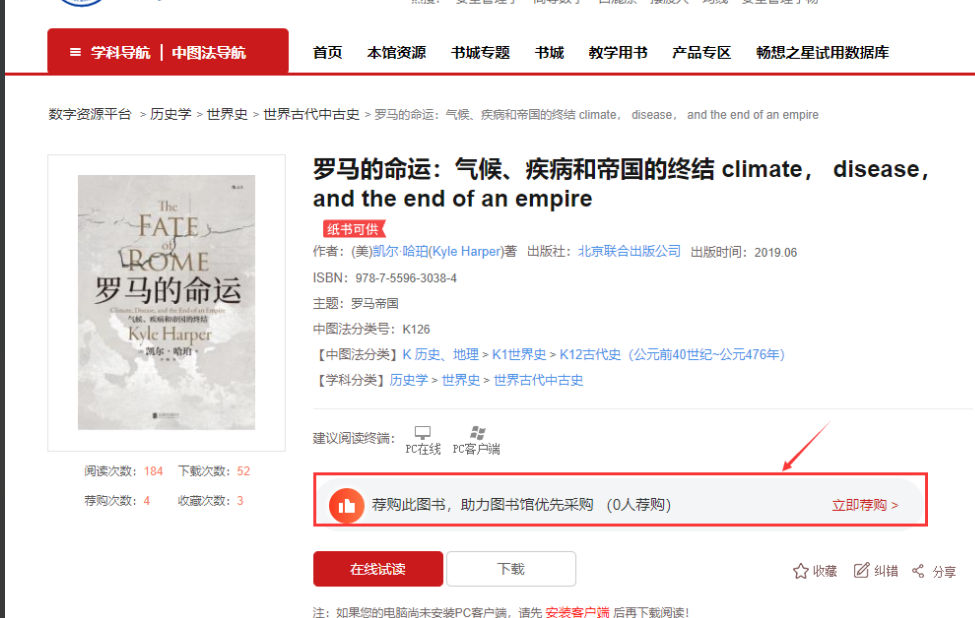 ≡ 学科导航 | 中图法导航
首页 本馆资源 书城专题 书城 教学用书 产品专区 畅想之星试用数据库
数字资源平台 > 历史学 > 世界史 > 世界古代中古史 > 罗马的命运：气候、疾病和帝国的终结 climate， disease， and the end of an empire
The
FATE
of
ROME
罗马的命运
Climate, Disease, and the End of an Empire
气候、疾病和帝国的终结
Kyle Harper
凯尔·哈珀
罗马的命运：气候、疾病和帝国的终结 climate， disease，
and the end of an empire
纸书可供
作者：(美)凯尔·哈珀(Kyle Harper)著 出版社：北京联合出版公司 出版时间：2019.06
ISBN：978-7-5596-3038-4
主题：罗马帝国
中图法分类号：K126
【中图法分类】K 历史、地理 > K1世界史 > K12古代史（公元前40世纪~公元476年）
【学科分类】历史学 > 世界史 > 世界古代中古史
建议阅读终端： PC在线 PC客户端
阅读次数：184 下载次数：52
荐购次数：4 收藏次数：3
荐购此图书，助力图书馆优先采购 （0人荐购） 立即荐购 >
在线试读 下载 收藏 纠错 分享
注：如果您的电脑尚未安装PC客户端，请先 安装客户端 后再下载阅读！